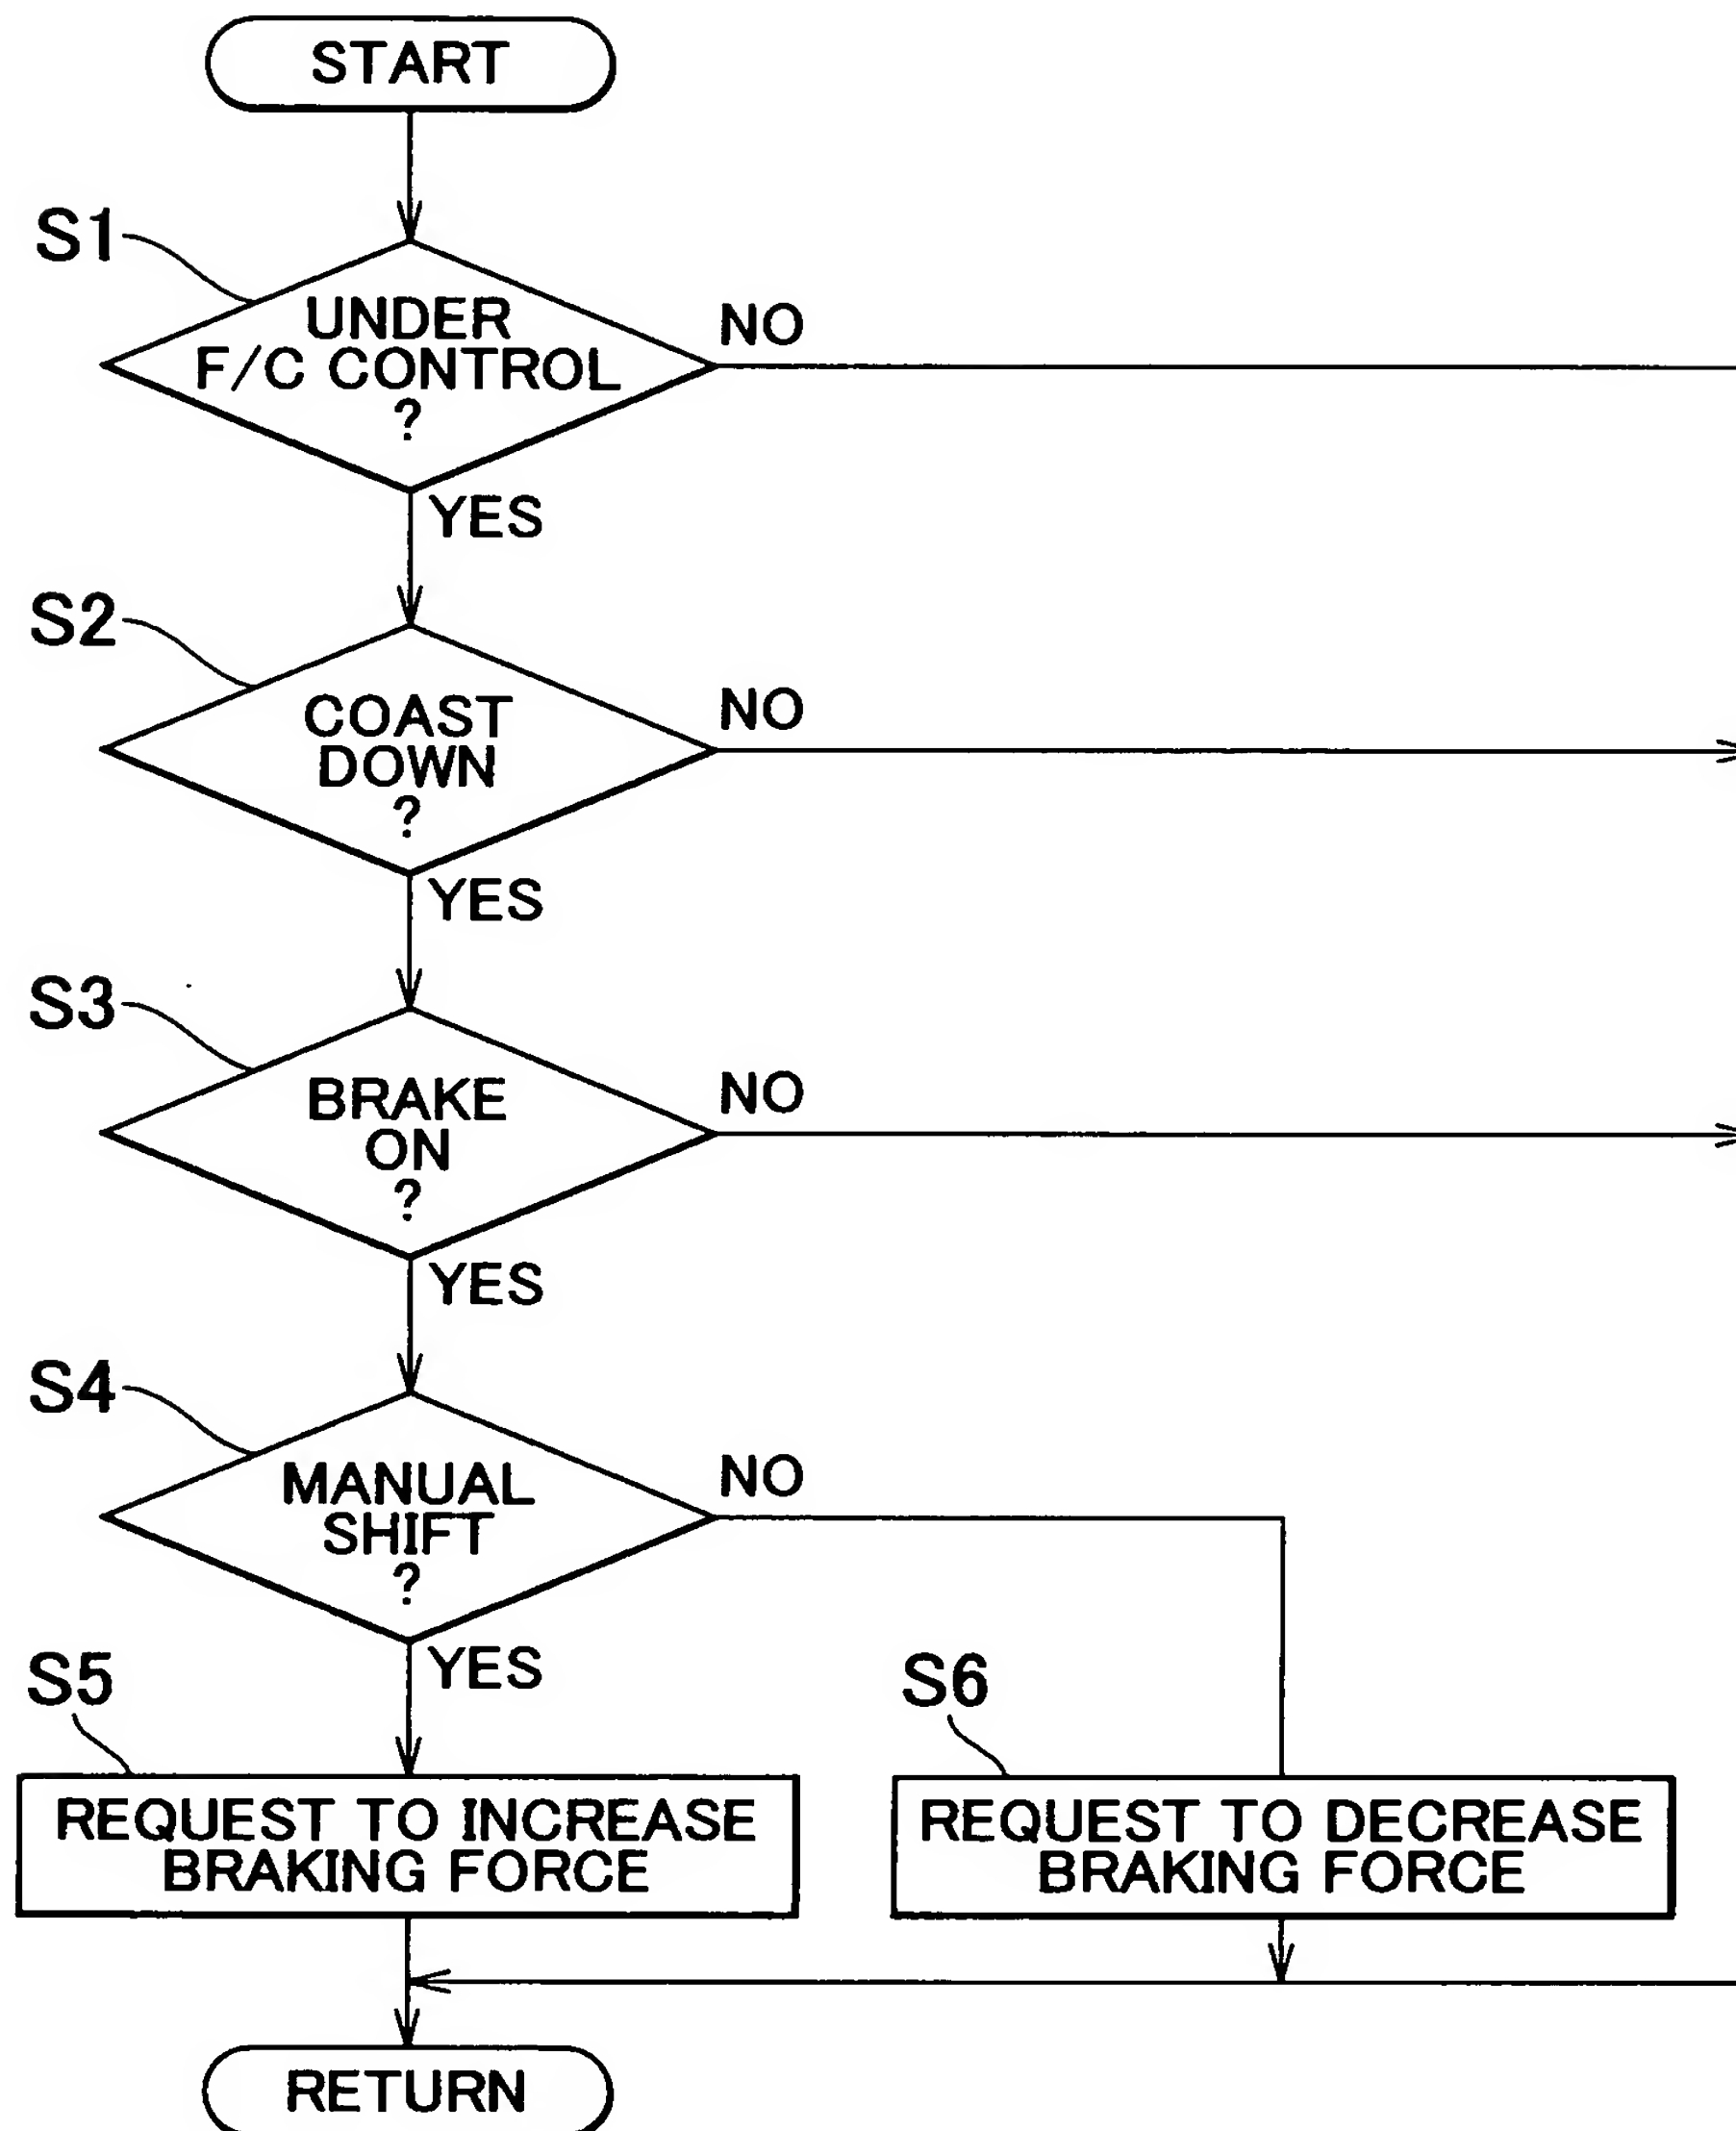 START
S1
UNDER
F/C CONTROL
?
NO
YES
S2
COAST
DOWN
?
NO
YES
S3
BRAKE
ON
?
NO
YES
S4
MANUAL
SHIFT
?
NO
YES
S5
REQUEST TO INCREASE
BRAKING FORCE
S6
REQUEST TO DECREASE
BRAKING FORCE
RETURN